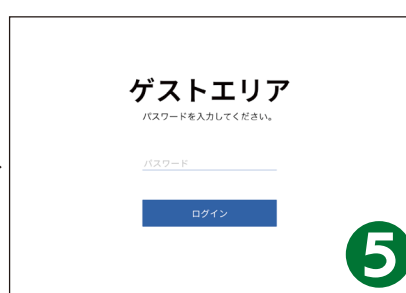 ゲストエリア
パスワードを入力してください。
パスワード
ログイン
5